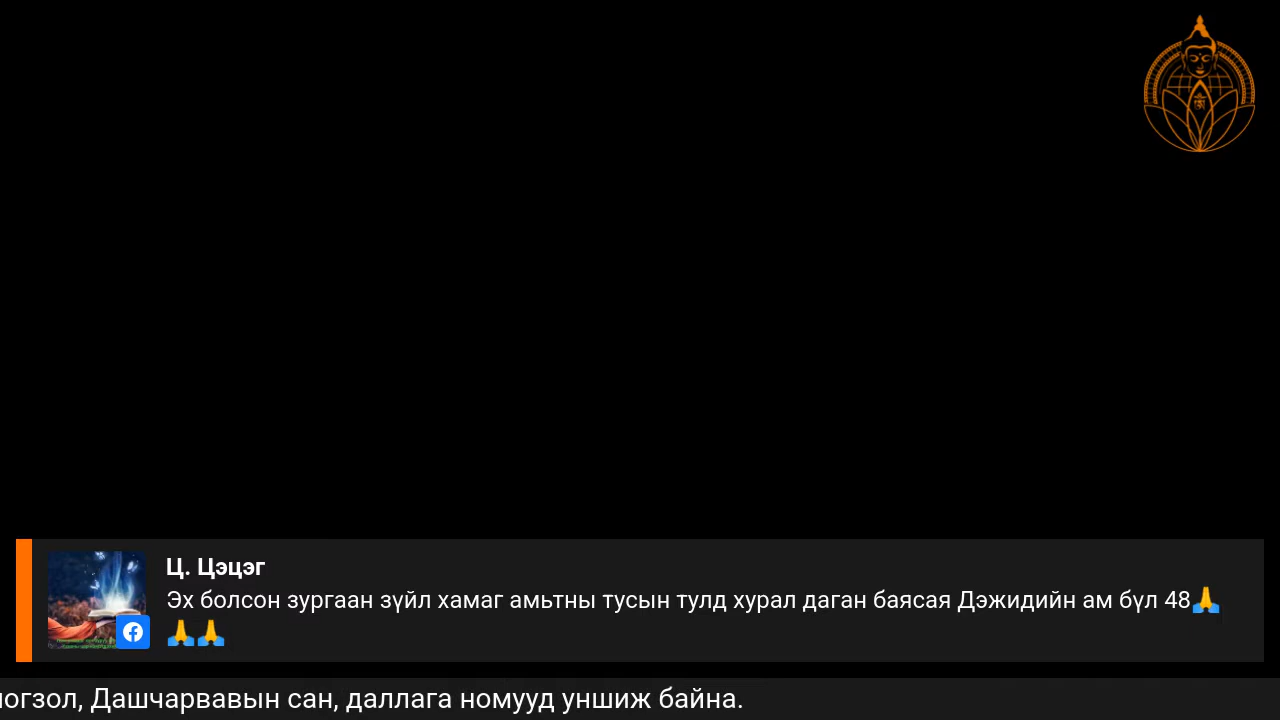 Ц. Цэцэг
Эх болсон зургаан зүйл хамаг амьтны тусын тулд хурал даган баясая Дэжидийн ам бүл 48🙏
🙏🙏
Дашчарвавын сан, даллага номууд уншиж байна.